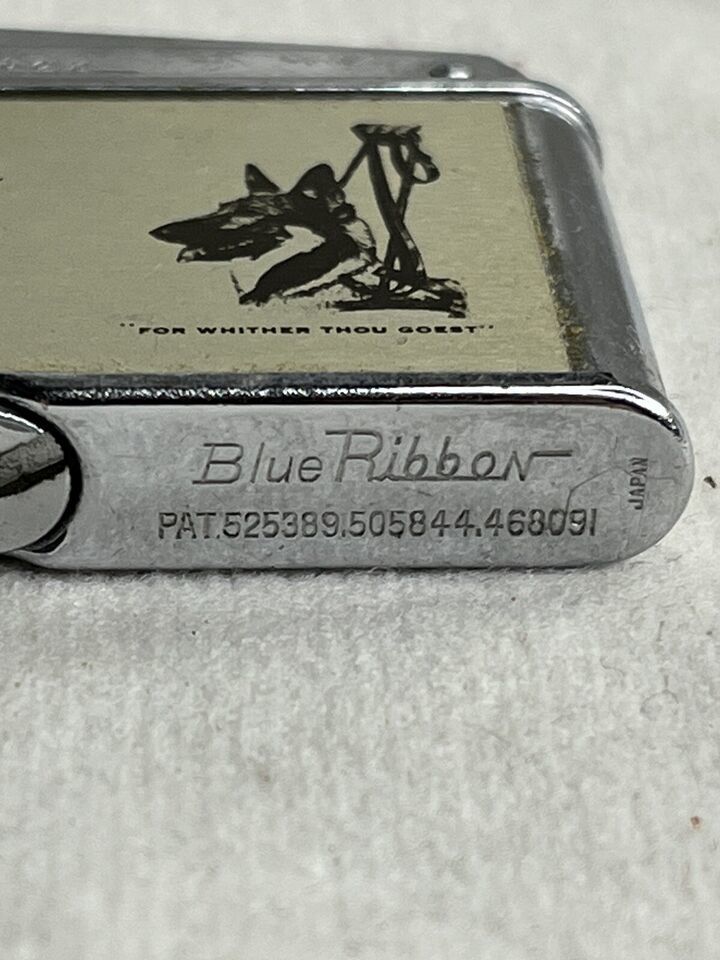 "FOR WHITHER THOU GOEST"
Blue Ribbon
PAT.525389.505844.468091
JAPAN